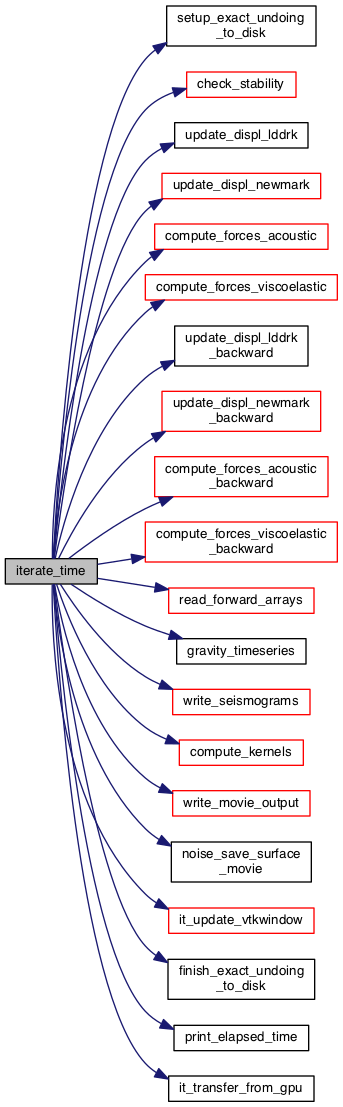 setup_exact_undoing
_to_disk
check_stability
update_displ_lddrk
update_displ_newmark
compute_forces_acoustic
compute_forces_viscoelastic
update_displ_lddrk
_backward
update_displ_newmark
_backward
compute_forces_acoustic
_backward
compute_forces_viscoelastic
_backward
iterate_time
read_forward_arrays
gravity_timeseries
write_seismograms
compute_kernels
write_movie_output
noise_save_surface
_movie
it_update_vtkwindow
finish_exact_undoing
_to_disk
print_elapsed_time
it_transfer_from_gpu